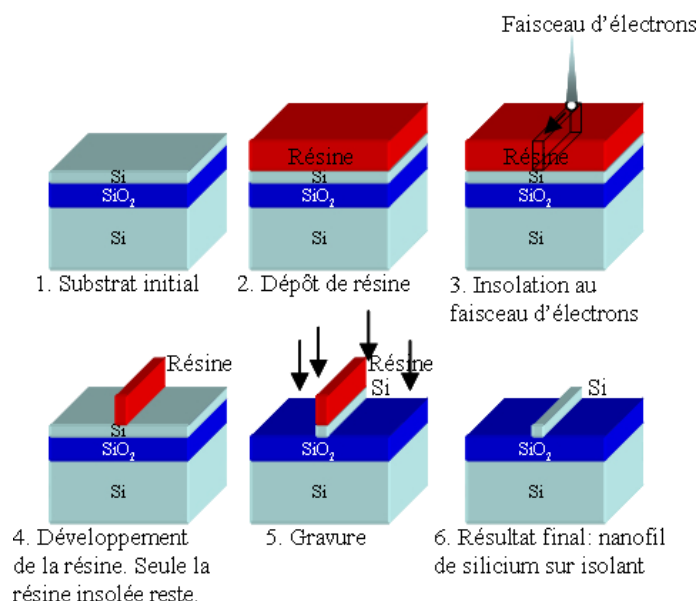 Faisceau d'électrons
Si
SiO2
Si
1. Substrat initial
Résine
Si
SiO2
Si
2. Dépôt de résine
Résine
Si
SiO2
Si
3. Insolation au
faisceau d'électrons
Résine
Si
SiO2
Si
4. Développement
de la résine. Seule la
résine insolée reste.
Résine
Si
SiO2
Si
5. Gravure
Si
SiO2
Si
6. Résultat final: nanofil
de silicium sur isolant